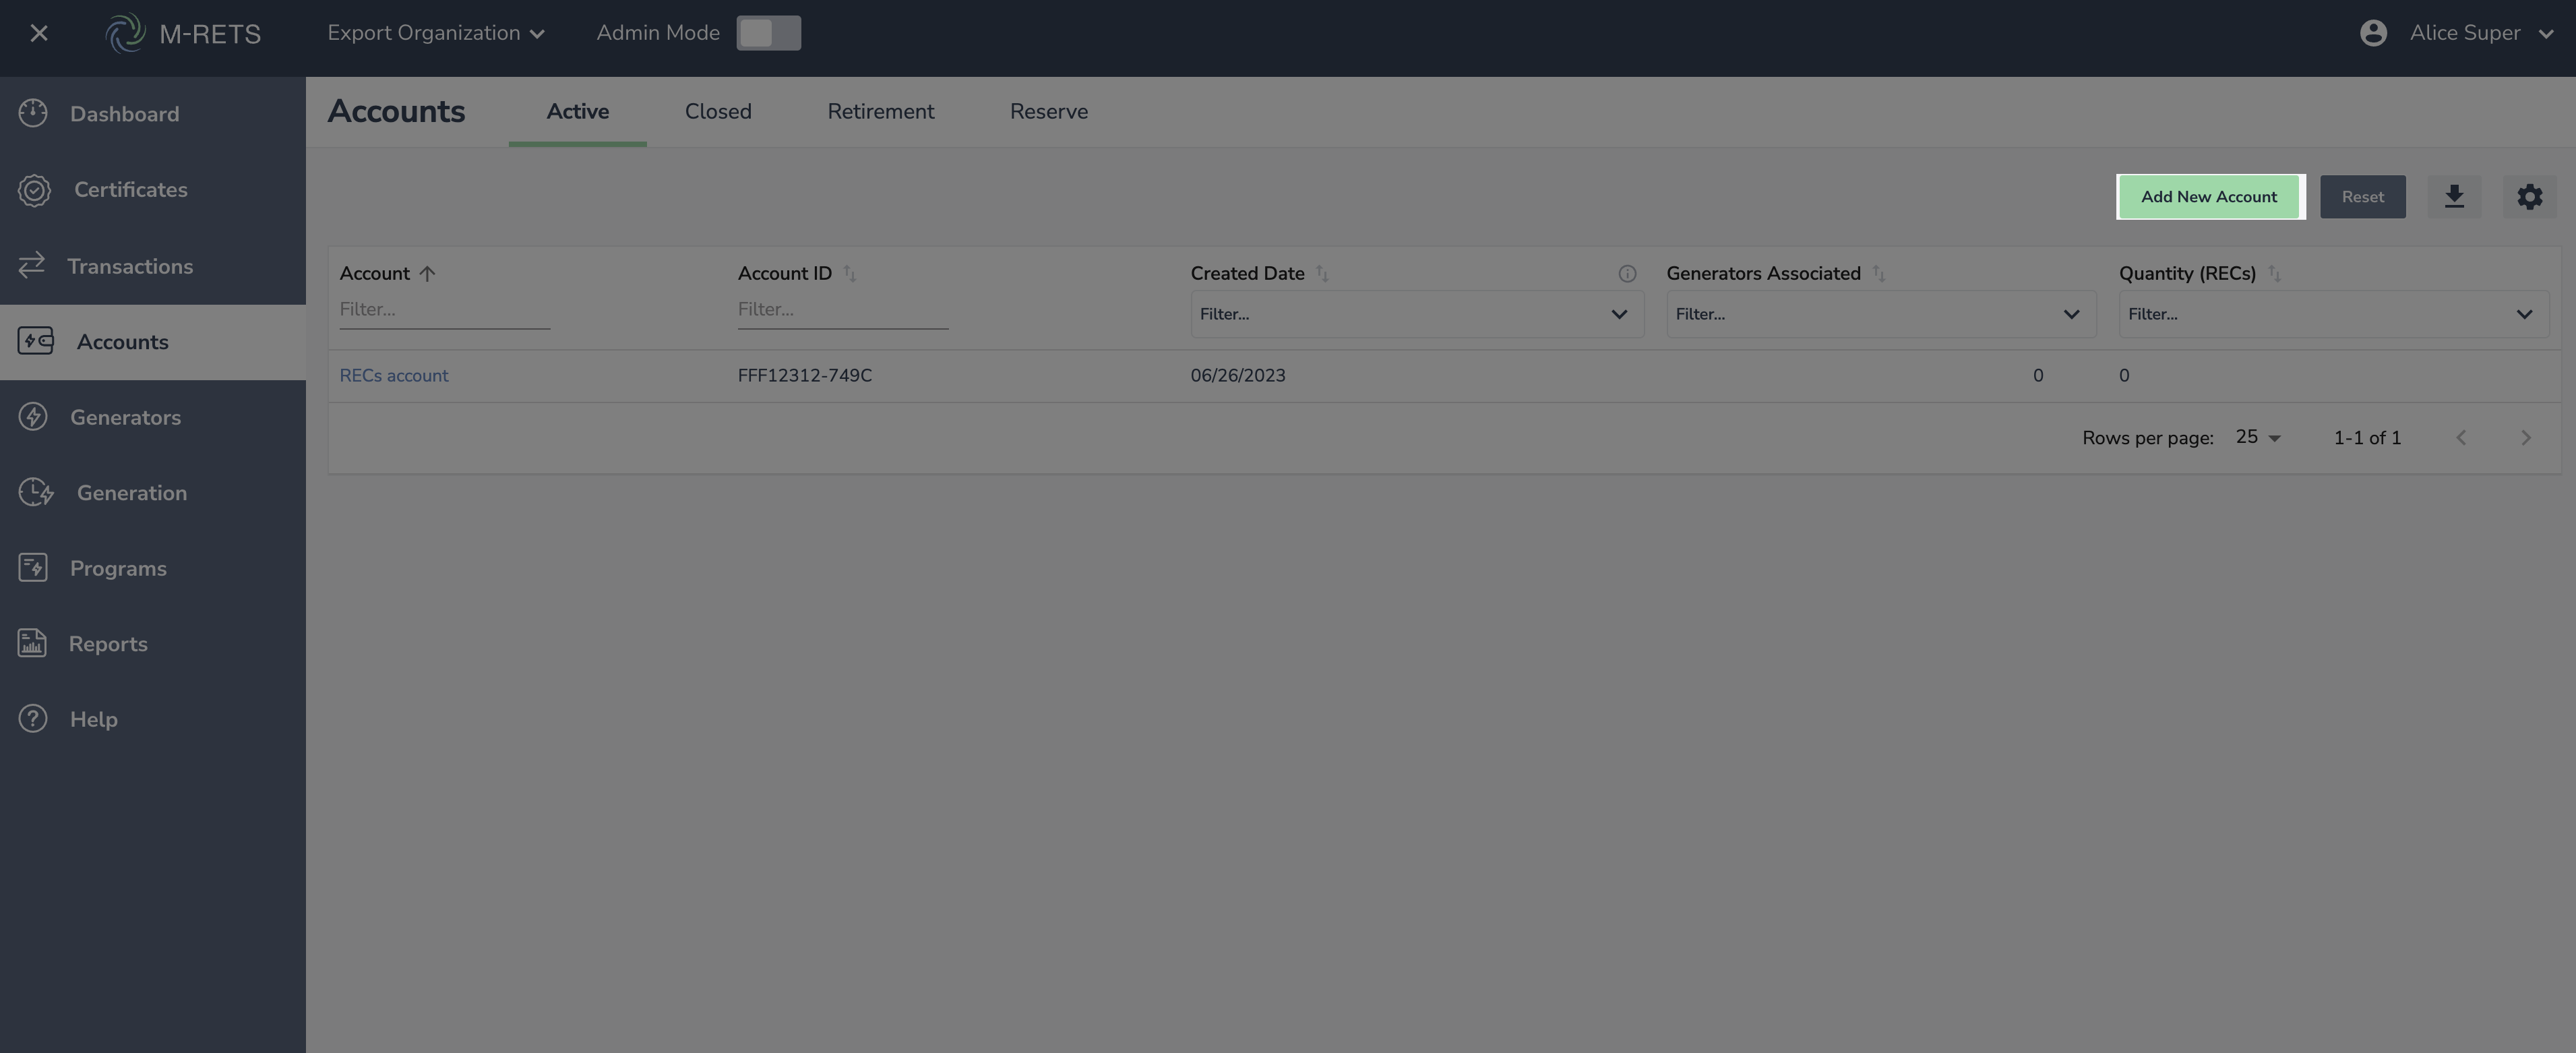 M-RETS
Export Organization
Admin Mode
Alice Super
Dashboard
Certificates
Transactions
Accounts
Generators
Generation
Programs
Reports
Help
Accounts
Active
Closed
Retirement
Reserve
Add New Account
Reset
Account
Account ID
Created Date
Generators Associated
Quantity (RECs)
Filter...
Filter...
Filter...
Filter...
Filter...
RECs account
FFF12312-749C
06/26/2023
0
0
Rows per page:
25
1-1 of 1